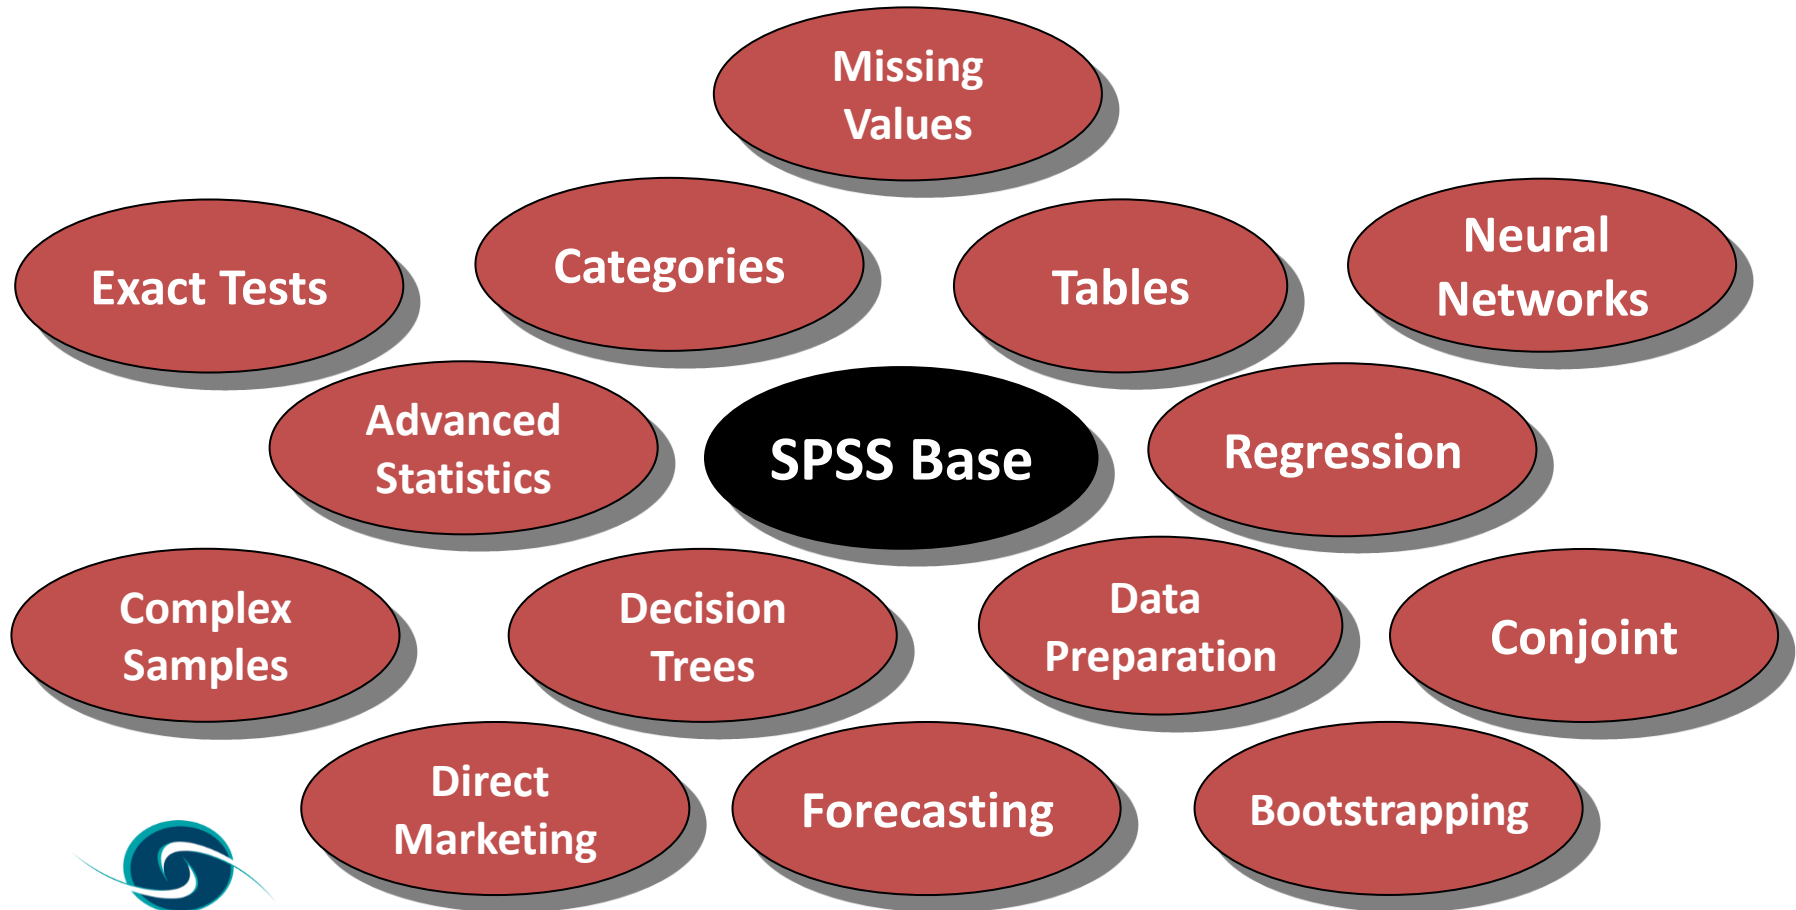 Missing
Values
Exact Tests
Categories
Tables
Neural
Networks
Advanced
Statistics
SPSS Base
Regression
Complex
Samples
Decision
Trees
Data
Preparation
Conjoint
Direct
Marketing
Forecasting
Bootstrapping